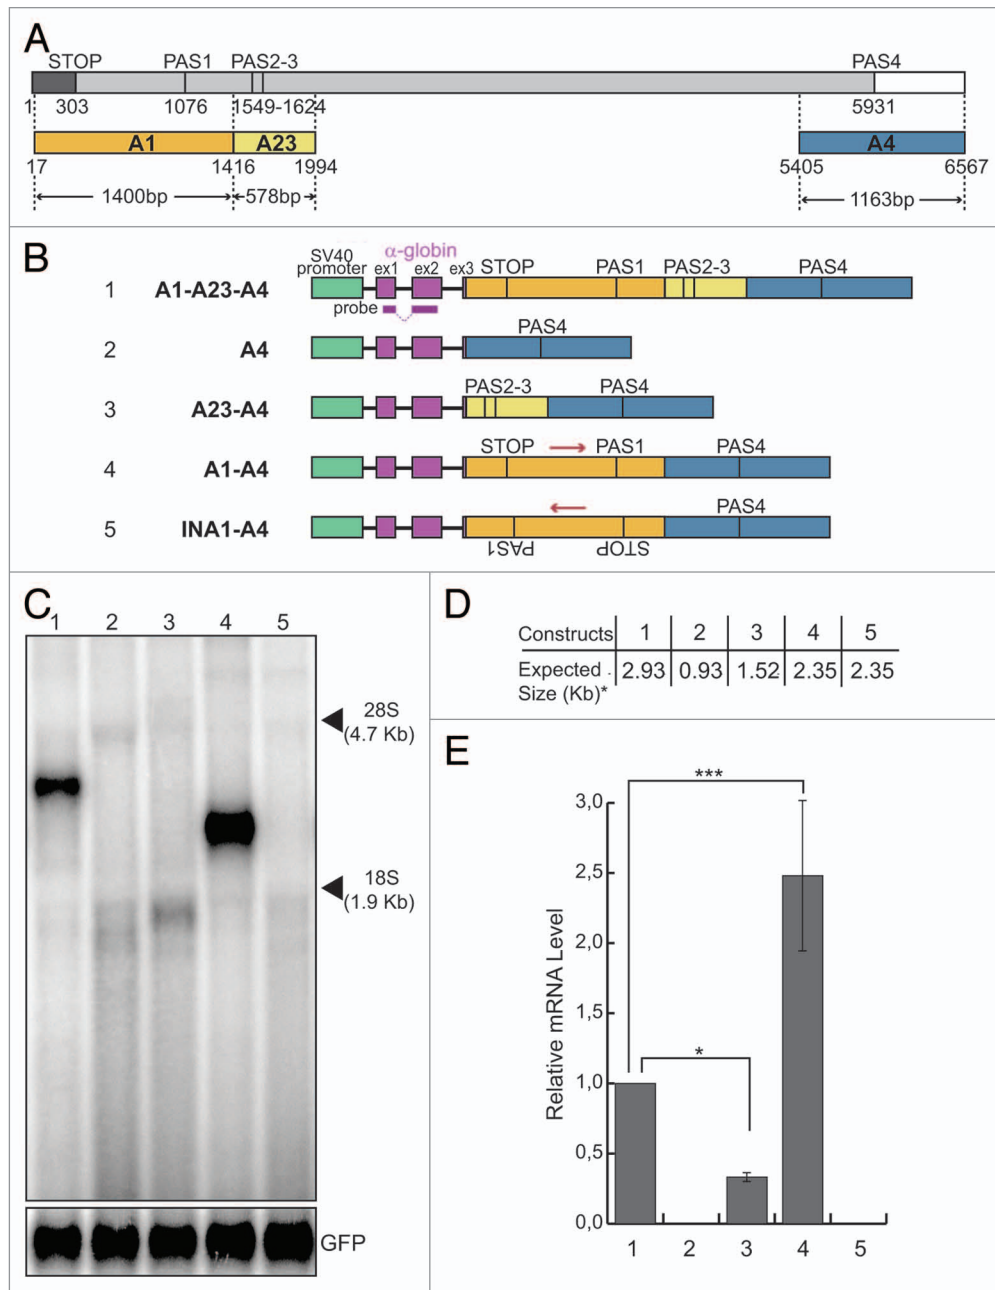 A
STOP PAS1 PAS2-3 PAS4
1 303 1076 1549-1624 5931
A1 A23 A4
17 1416 1994 5405 6567
1400bp 578bp 1163bp
B
α-globin
SV40
promoter ex1 ex2 ex3 STOP PAS1 PAS2-3 PAS4
1 A1-A23-A4
probe
PAS4
2 A4
PAS2-3 PAS4
3 A23-A4
STOP PAS1 PAS4
4 A1-A4
PAS4
5 INA1-A4
PAS1 STOP
C
1 2 3 4 5
28S
(4.7 Kb)
18S
(1.9 Kb)
GFP
D
Constructs 1 2 3 4 5
Expected 2.93 0.93 1.52 2.35 2.35
Size (Kb)*
E
Relative mRNA Level
3,0
2,5
2,0
1,5
1,0
0,5
0,0
***
*
1 2 3 4 5